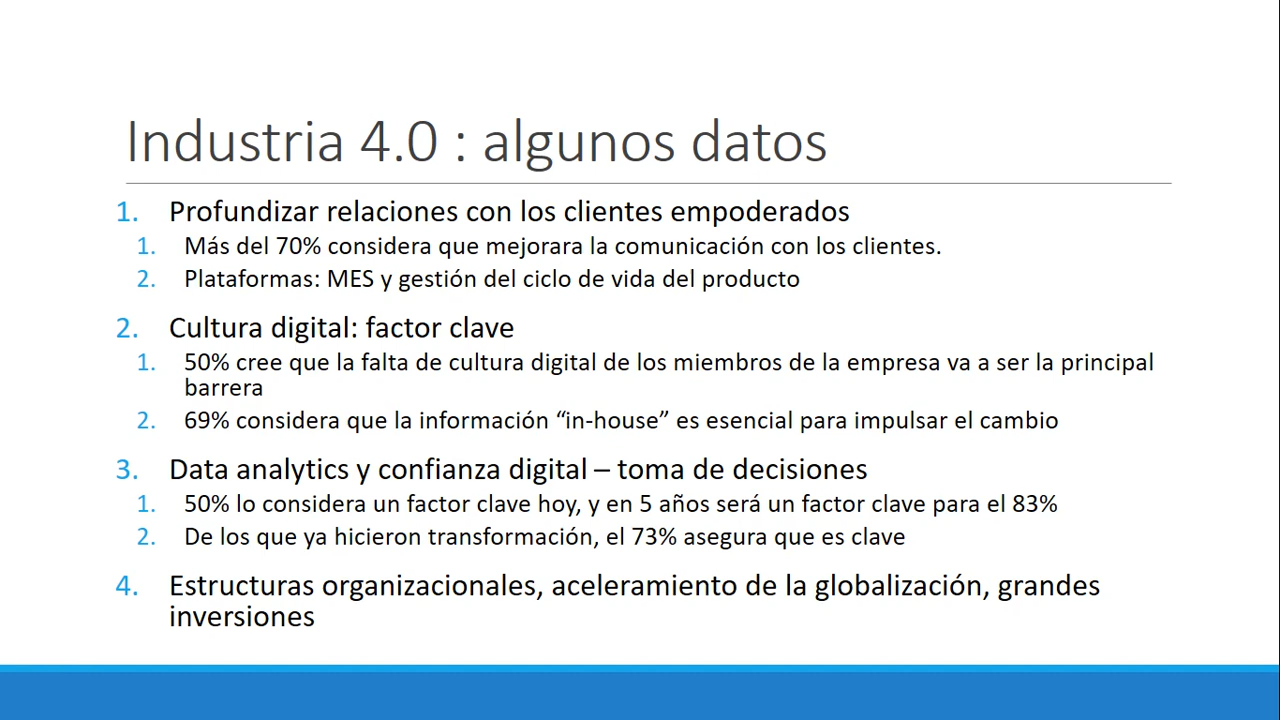 Industria 4.0 : algunos datos
1. Profundizar relaciones con los clientes empoderados
1. Más del 70% considera que mejorara la comunicación con los clientes.
2. Plataformas: MES y gestión del ciclo de vida del producto
2. Cultura digital: factor clave
1. 50% cree que la falta de cultura digital de los miembros de la empresa va a ser la principal
barrera
2. 69% considera que la información “in-house” es esencial para impulsar el cambio
3. Data analytics y confianza digital – toma de decisiones
1. 50% lo considera un factor clave hoy, y en 5 años será un factor clave para el 83%
2. De los que ya hicieron transformación, el 73% asegura que es clave
4. Estructuras organizacionales, aceleramiento de la globalización, grandes
inversiones